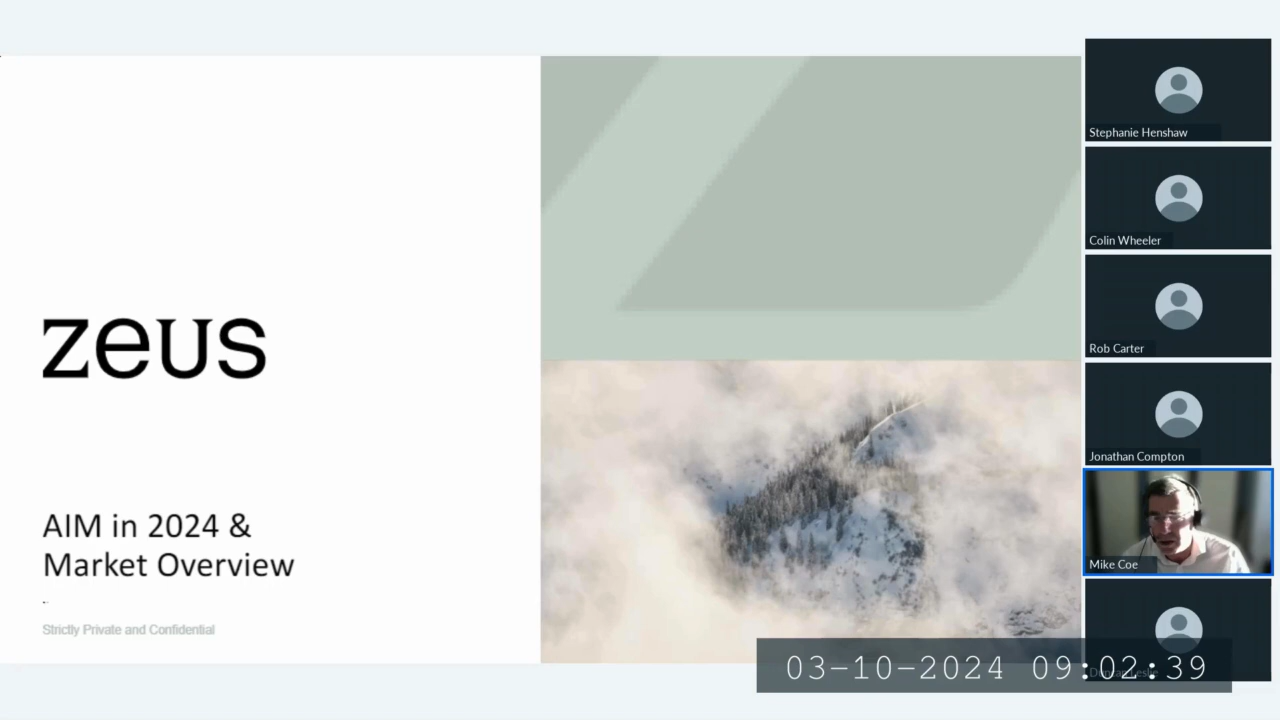 zeus
AIM in 2024 &
Market Overview
Strictly Private and Confidential
Stephanie Henshaw
Colin Wheeler
Rob Carter
Jonathan Compton
Mike Coe
03-10-2024 09:02:39